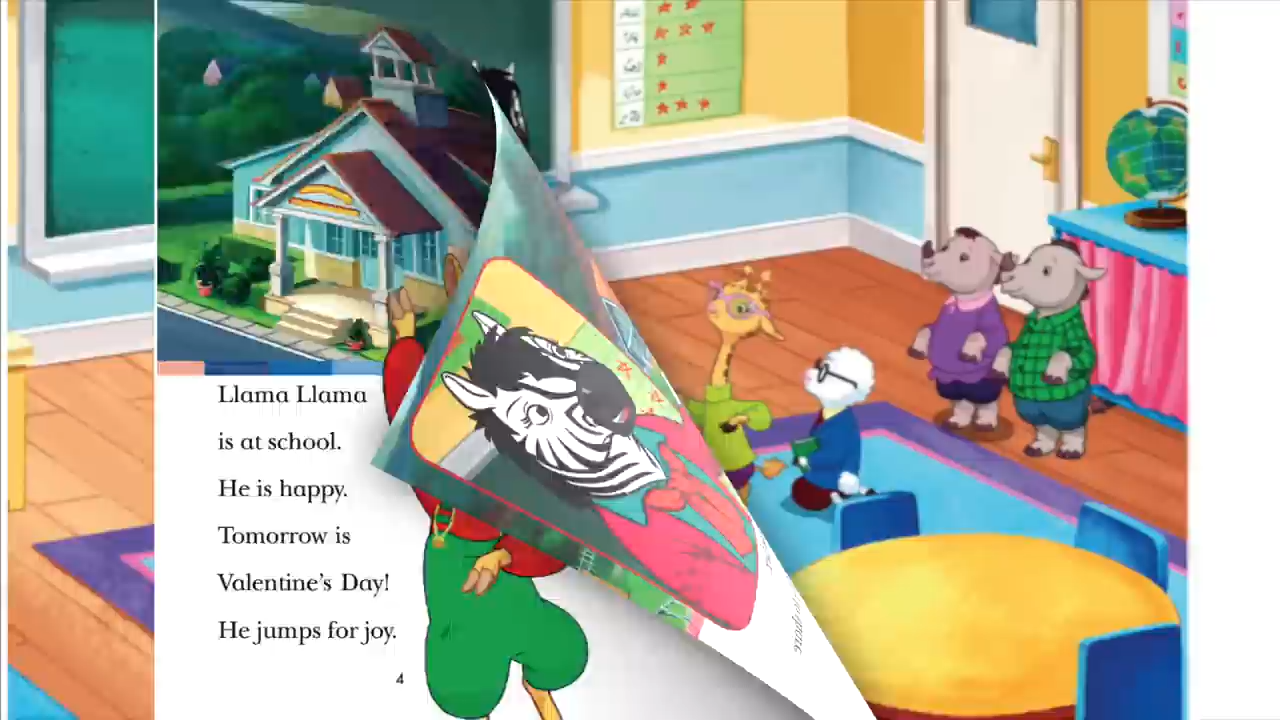 Llama Llama
is at school.
He is happy.
Tomorrow is
Valentine's Day!
He jumps for joy.
4